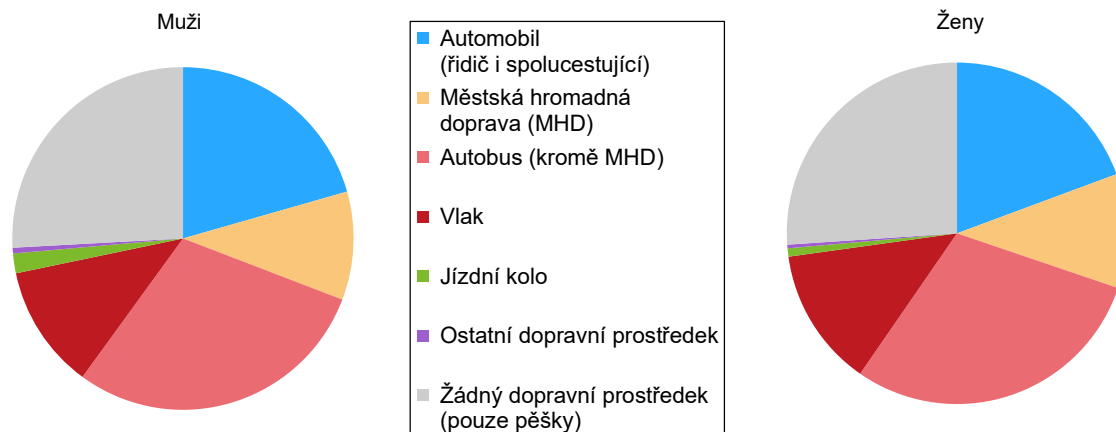 Muži
Automobil
(řidič i spolucestující)
Městská hromadná
doprava (MHD)
Autobus (kromě MHD)
Vlak
Jízdní kolo
Ostatní dopravní prostředek
Žádný dopravní prostředek
(pouze pěšky)
Ženy